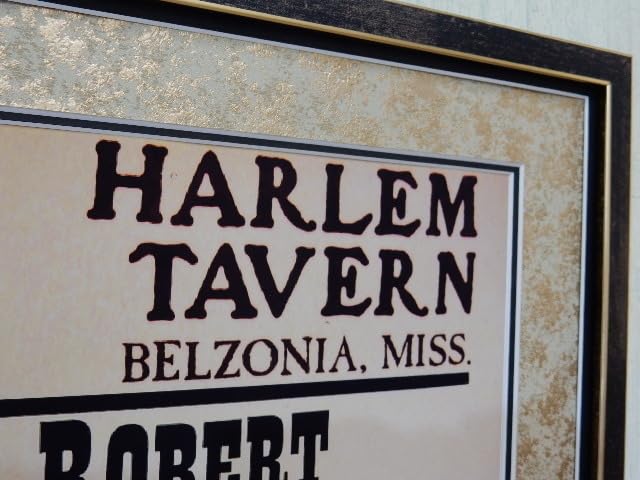 HARLEM
TAVERN
BELZONIA, MISS.
ROBERT